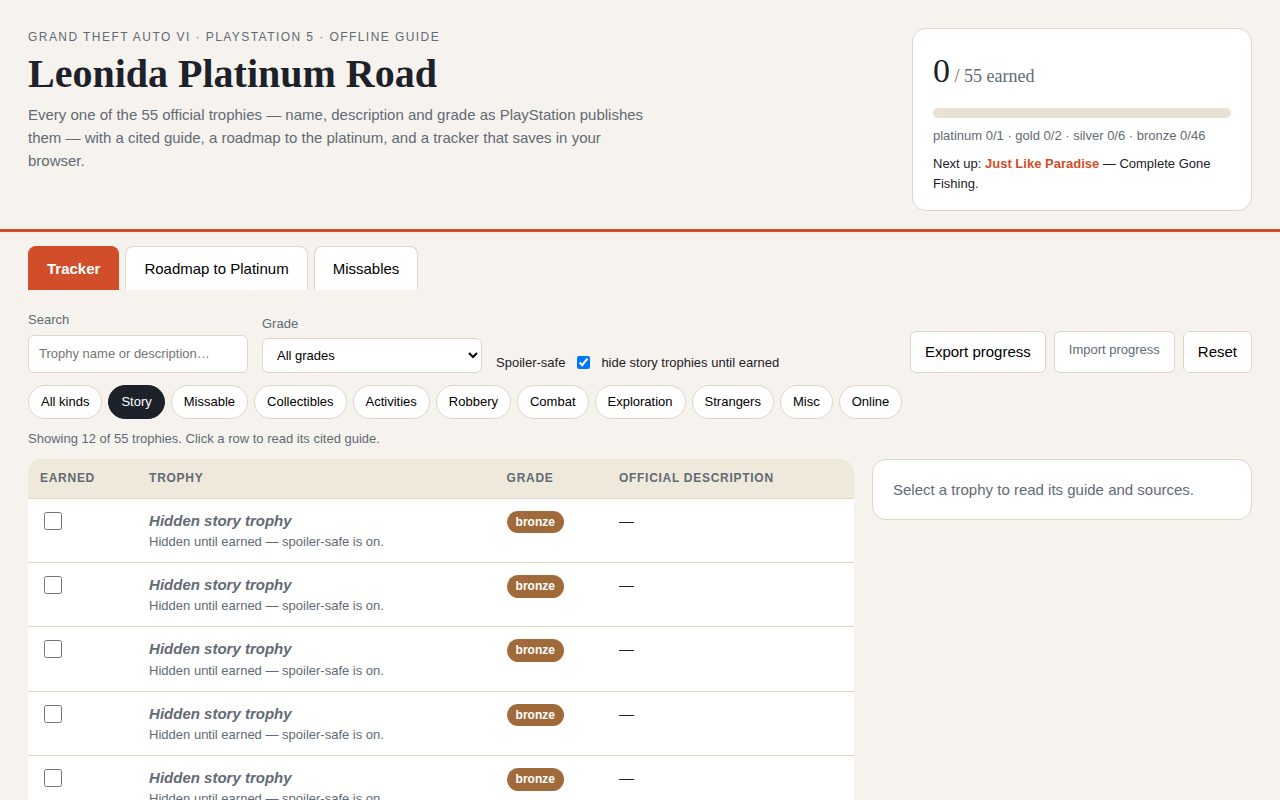 GRAND THEFT AUTO VI · PLAYSTATION 5 · OFFLINE GUIDE
Leonida Platinum Road
Every one of the 55 official trophies — name, description and grade as PlayStation publishes
them — with a cited guide, a roadmap to the platinum, and a tracker that saves in your
browser.
0 / 55 earned
platinum 0/1 · gold 0/2 · silver 0/6 · bronze 0/46
Next up: Just Like Paradise — Complete Gone
Fishing.
Tracker
Roadmap to Platinum
Missables
Search
Trophy name or description…
Grade
All grades
Spoiler-safe hide story trophies until earned
Export progress
Import progress
Reset
All kinds
Story
Missable
Collectibles
Activities
Robbery
Combat
Exploration
Strangers
Misc
Online
Showing 12 of 55 trophies. Click a row to read its cited guide.
EARNED TROPHY GRADE OFFICIAL DESCRIPTION
Hidden story trophy bronze —
Hidden until earned — spoiler-safe is on.
Hidden story trophy bronze —
Hidden until earned — spoiler-safe is on.
Hidden story trophy bronze —
Hidden until earned — spoiler-safe is on.
Hidden story trophy bronze —
Hidden until earned — spoiler-safe is on.
Hidden story trophy bronze —
Hidden until earned — spoiler-safe is on.
Select a trophy to read its guide and sources.